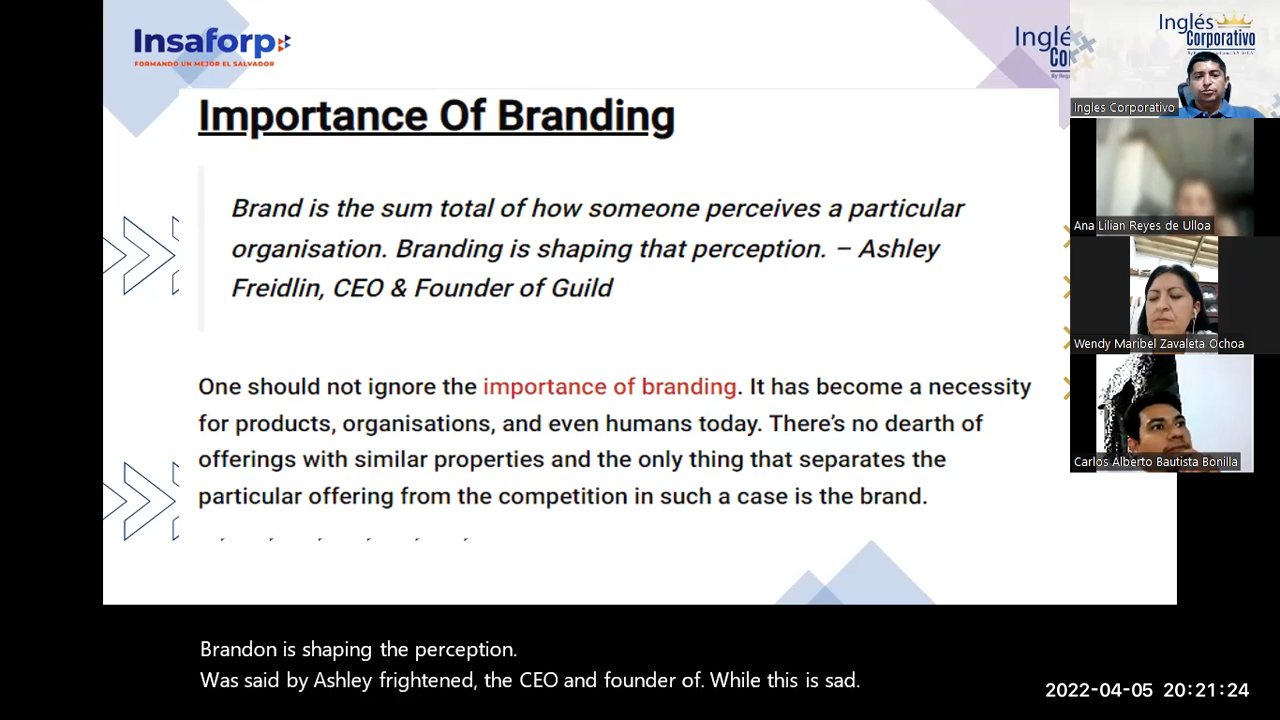 Insaforp
FORMANDO UN MEJOR EL SALVADOR
Inglé
Co
By Reg
Importance Of Branding
Brand is the sum total of how someone perceives a particular
organisation. Branding is shaping that perception. – Ashley
Freidlin, CEO & Founder of Guild
One should not ignore the importance of branding. It has become a necessity
for products, organisations, and even humans today. There's no dearth of
offerings with similar properties and the only thing that separates the
particular offering from the competition in such a case is the brand.
Inglés
Corporativo
Ingles Corporativo
Ana Lilian Reyes de Ulloa
Wendy Maribel Zavaleta Ochoa
Carlos Alberto Bautista Bonilla
Brandon is shaping the perception.
Was said by Ashley frightened, the CEO and founder of. While this is sad.
2022-04-05 20:21:24